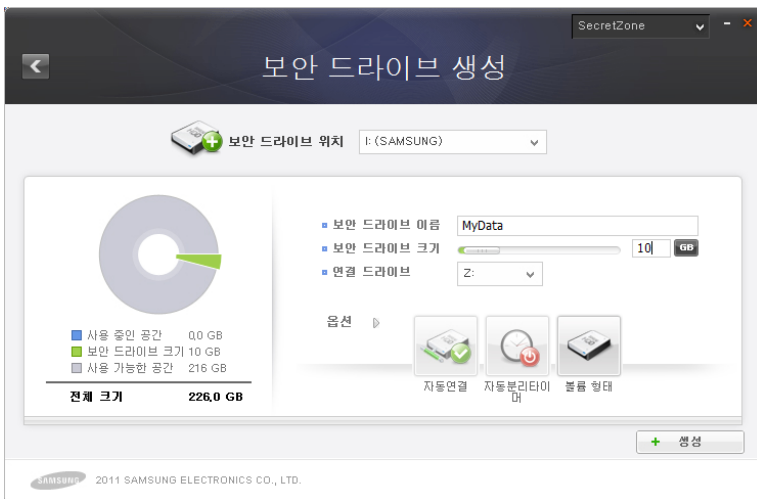 SecretZone
보안 드라이브 생성
보안 드라이브 위치 I: (SAMSUNG)
보안 드라이브 이름 MyData
보안 드라이브 크기 10 GB
연결 드라이브 Z:
옵션
사용 중인 공간 0,0 GB
보안 드라이브 크기 10 GB
사용 가능한 공간 216 GB
전체 크기 226,0 GB
자동연결 자동분리타이머 볼륨 형태
+ 생성
SAMSUNG 2011 SAMSUNG ELECTRONICS CO., LTD.